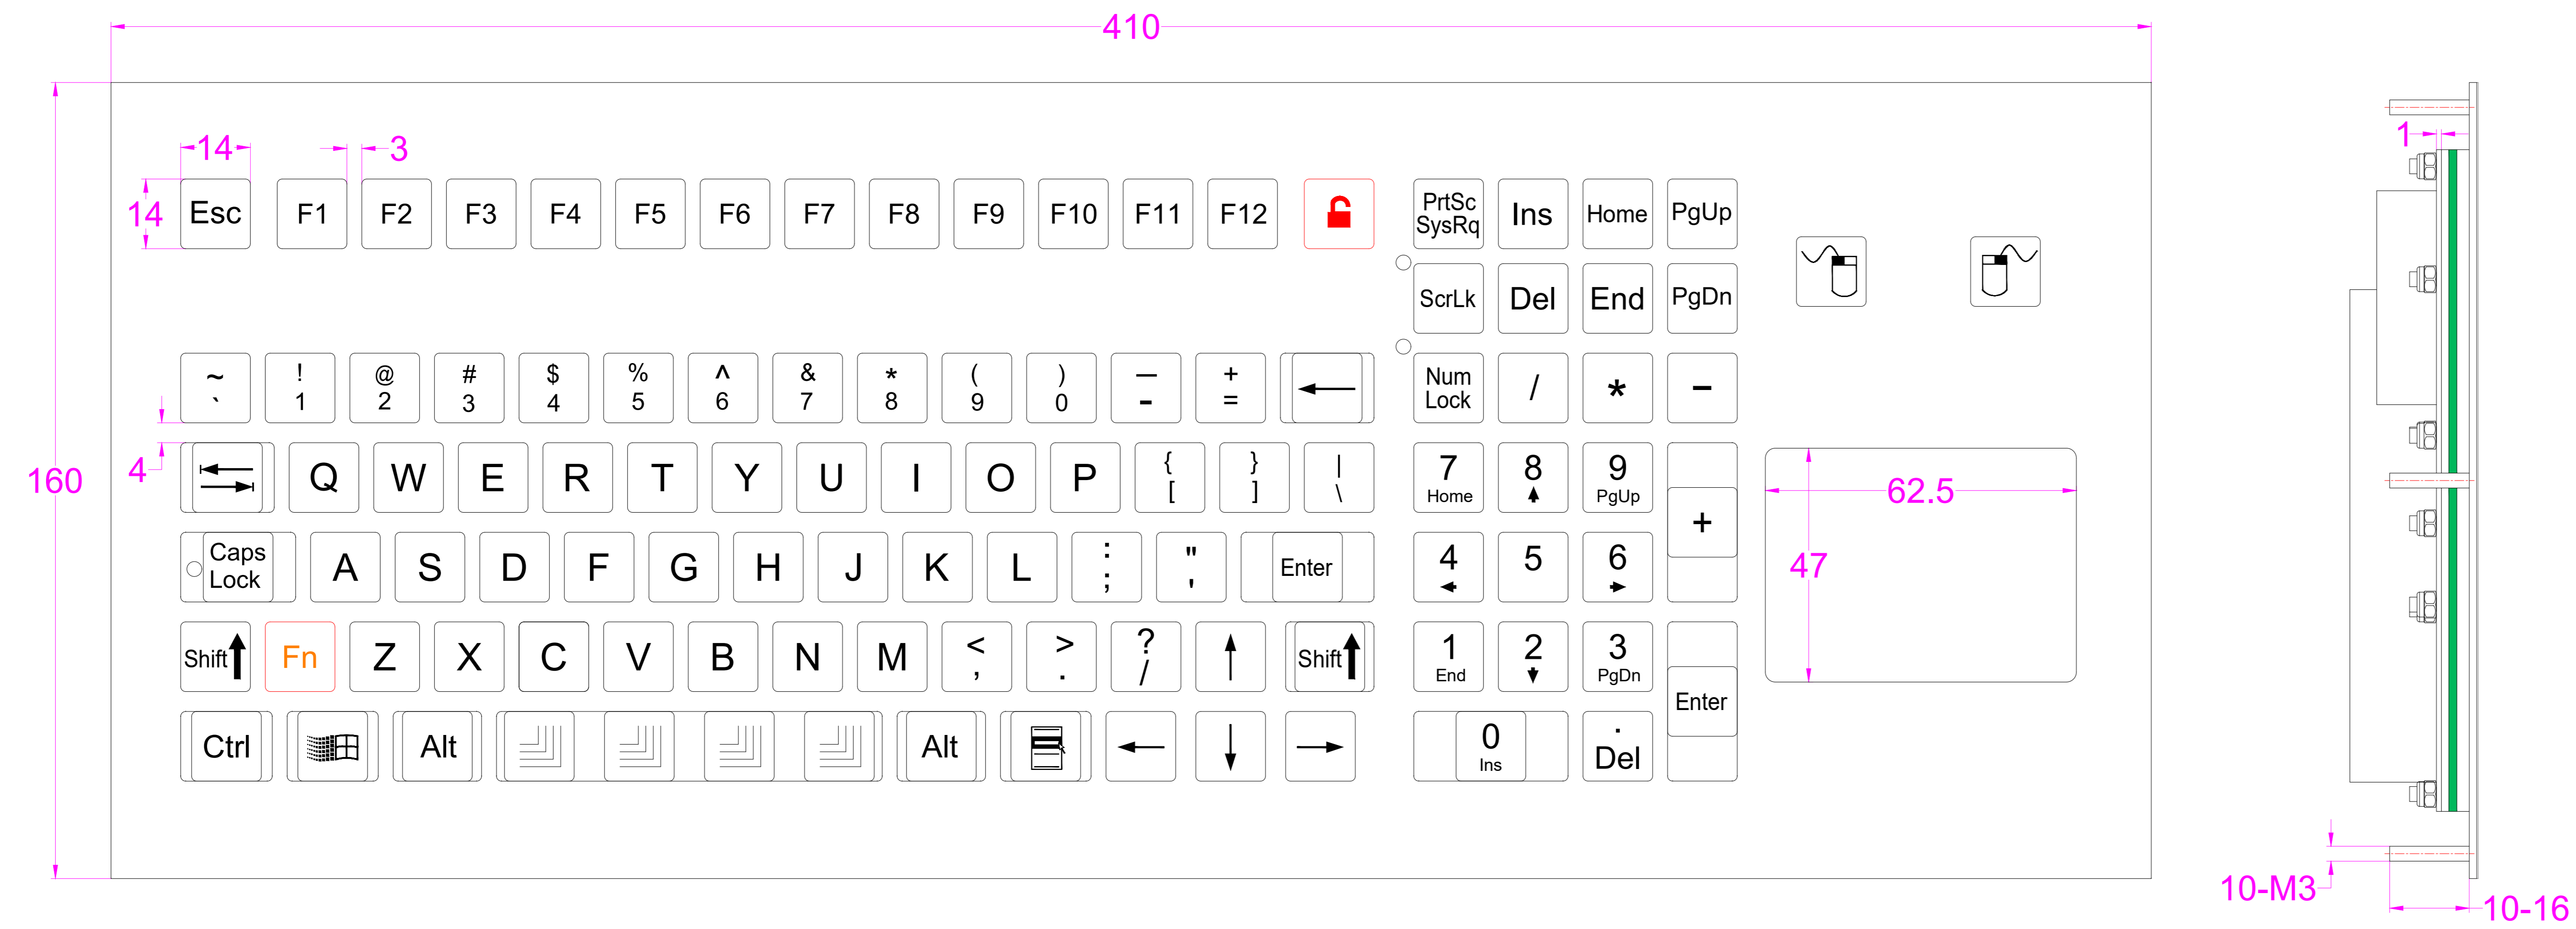 410
14 3 1
14 Esc F1 F2 F3 F4 F5 F6 F7 F8 F9 F10 F11 F12 PrtSc Ins Home PgUp
SysRq
ScrLk Del End PgDn
~ ! @ # $ % ^ & * ( ) — + Num / * -
` 1 2 3 4 5 6 7 8 9 0 - = Lock
4 Q W E R T Y U I O P { } | 7 8 9 +
[ ] \ Home PgUp
160 62.5
Caps A S D F G H J K L : " Enter 4 5 6 47
Lock ; '
Shift Fn Z X C V B N M < > ? Shift 1 2 3 Enter
, . / End PgDn
Ctrl Alt Alt 0 .
Ins Del
10-M3
10-16